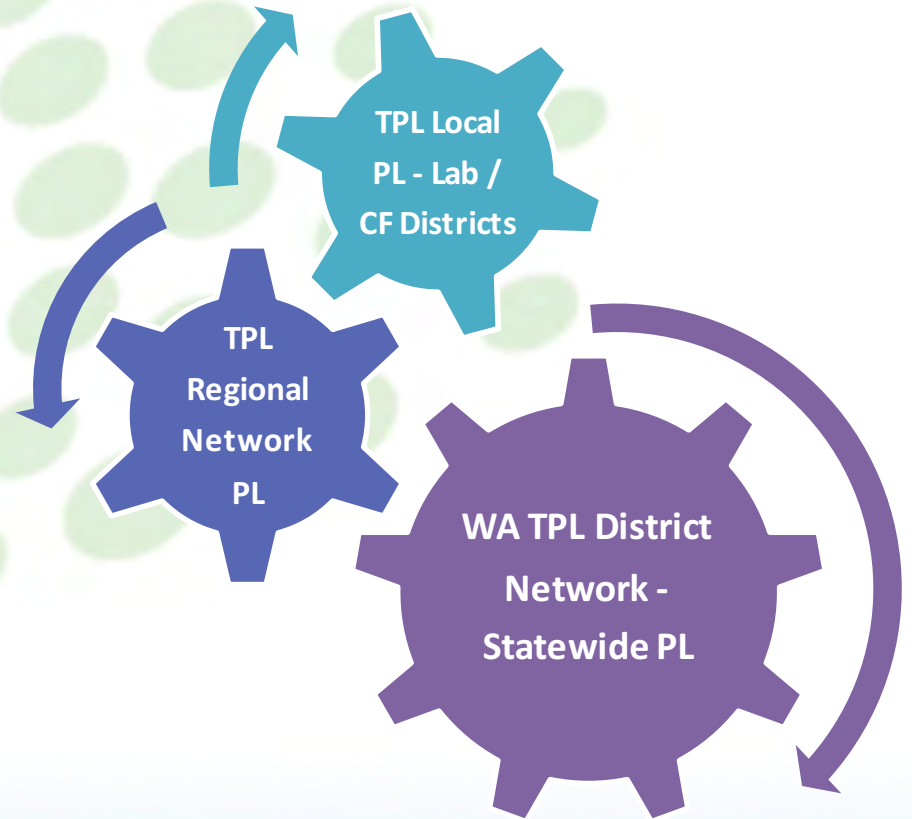 TPL Local
PL - Lab /
CF Districts
TPL
Regional
Network
PL
WA TPL District
Network -
Statewide PL